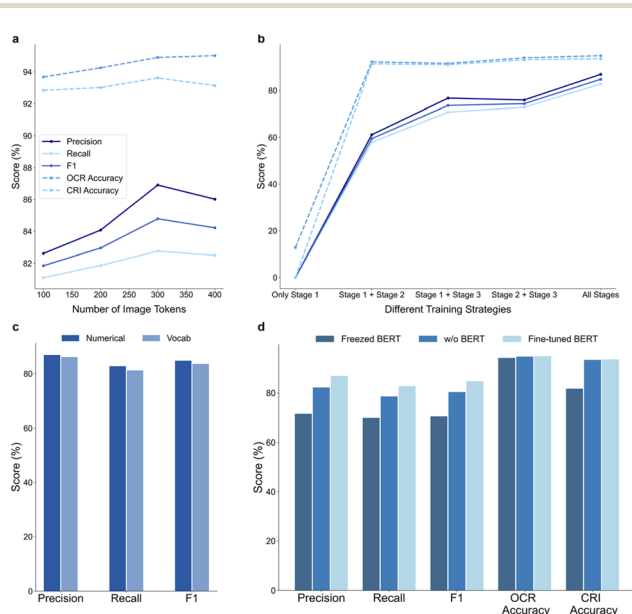 a
94
92
90
88
86
84
82
Score (%)
Precision
Recall
F1
OCR Accuracy
CRI Accuracy
100 150 200 250 300 350 400
Number of Image Tokens
b
80
60
40
20
0
Score (%)
Only Stage 1 Stage 1 + Stage 2 Stage 1 + Stage 3 Stage 2 + Stage 3 All Stages
Different Training Strategies
c
Numerical Vocab
80
60
40
20
0
Score (%)
Precision Recall F1
d
Freezed BERT w/o BERT Fine-tuned BERT
80
60
40
20
0
Score (%)
Precision Recall F1 OCR Accuracy CRI Accuracy